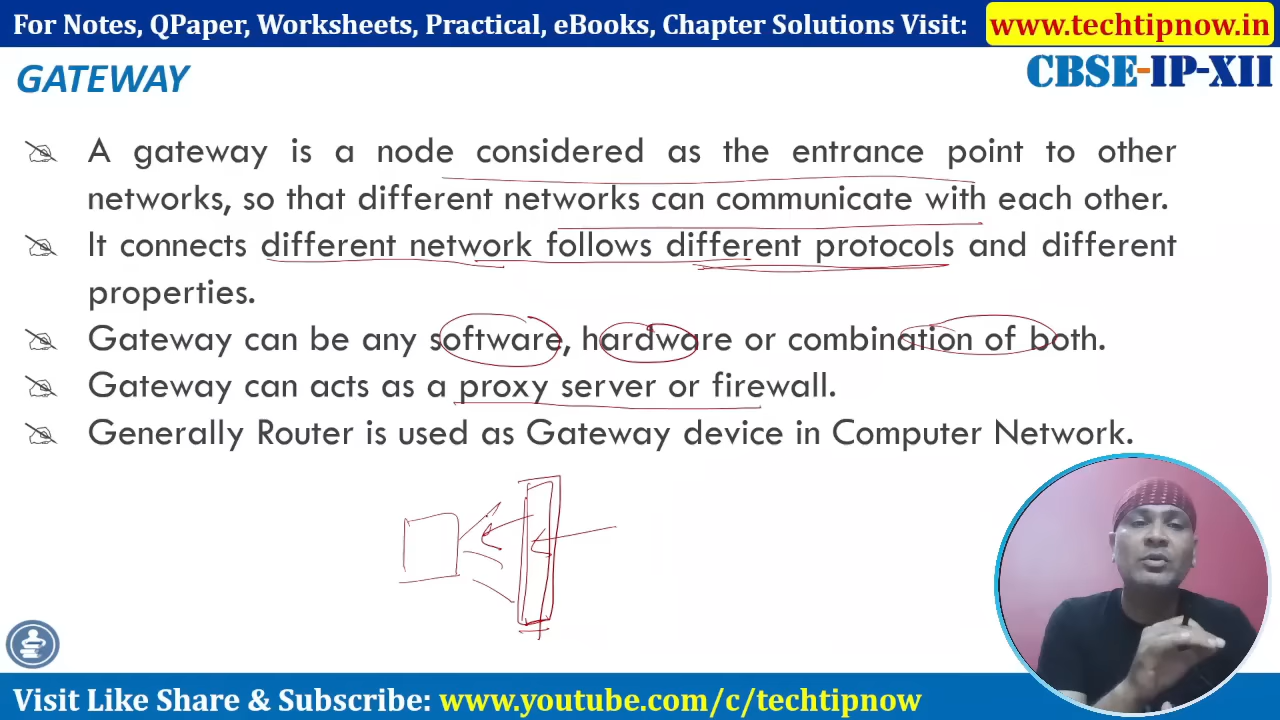 For Notes, QPaper, Worksheets, Practical, eBooks, Chapter Solutions Visit: www.techtipnow.in
GATEWAY
CBSE-IP-XII
A gateway is a node considered as the entrance point to other
networks, so that different networks can communicate with each other.
It connects different network follows different protocols and different
properties.
Gateway can be any software, hardware or combination of both.
Gateway can acts as a proxy server or firewall.
Generally Router is used as Gateway device in Computer Network.
Visit Like Share & Subscribe: www.youtube.com/c/techtipnow